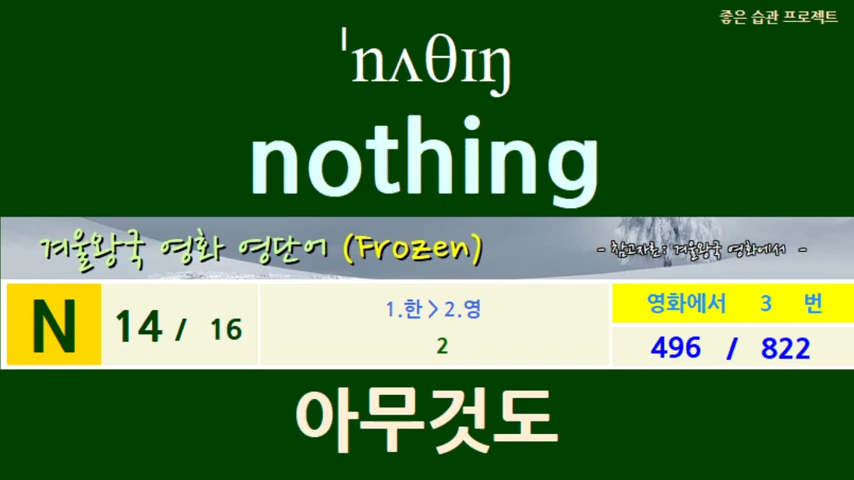 좋은 습관 프로젝트
ˈnʌθɪŋ
nothing
겨울왕국 영화 영단어 (Frozen)
- 참고자료: 겨울왕국 영화에서 -
N
14 / 16
1.한 > 2.영
2
영화에서 3 번
496 / 822
아무것도